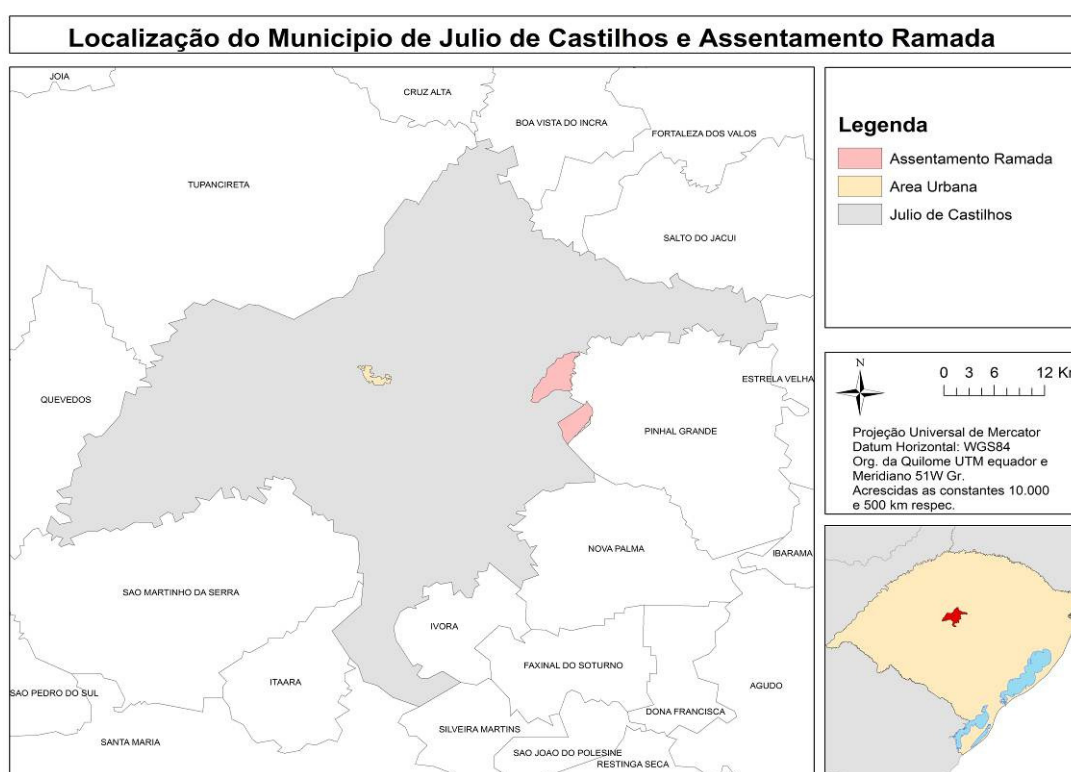 Localização do Municipio de Julio de Castilhos e Assentamento Ramada
JOIA
CRUZ ALTA
BOA VISTA DO INCRA
FORTALEZA DOS VALOS
TUPANCIRETA
SALTO DO JACUI
QUEVEDOS
ESTRELA VELHA
PINHAL GRANDE
NOVA PALMA
IBARAMA
SAO MARTINHO DA SERRA
IVORA
FAXINAL DO SOTURNO
ITAARA
SAO PEDRO DO SUL
AGUDO
DONA FRANCISCA
SILVEIRA MARTINS
SANTA MARIA
SAO JOAO DO POLESINE
RESTINGA SECA
Legenda
Assentamento Ramada
Area Urbana
Julio de Castilhos
N
0 3 6 12 Km
Projeção Universal de Mercator
Datum Horizontal: WGS84
Org. da Quilome UTM equador e
Meridiano 51W Gr.
Acrescidas as constantes 10.000
e 500 km respec.